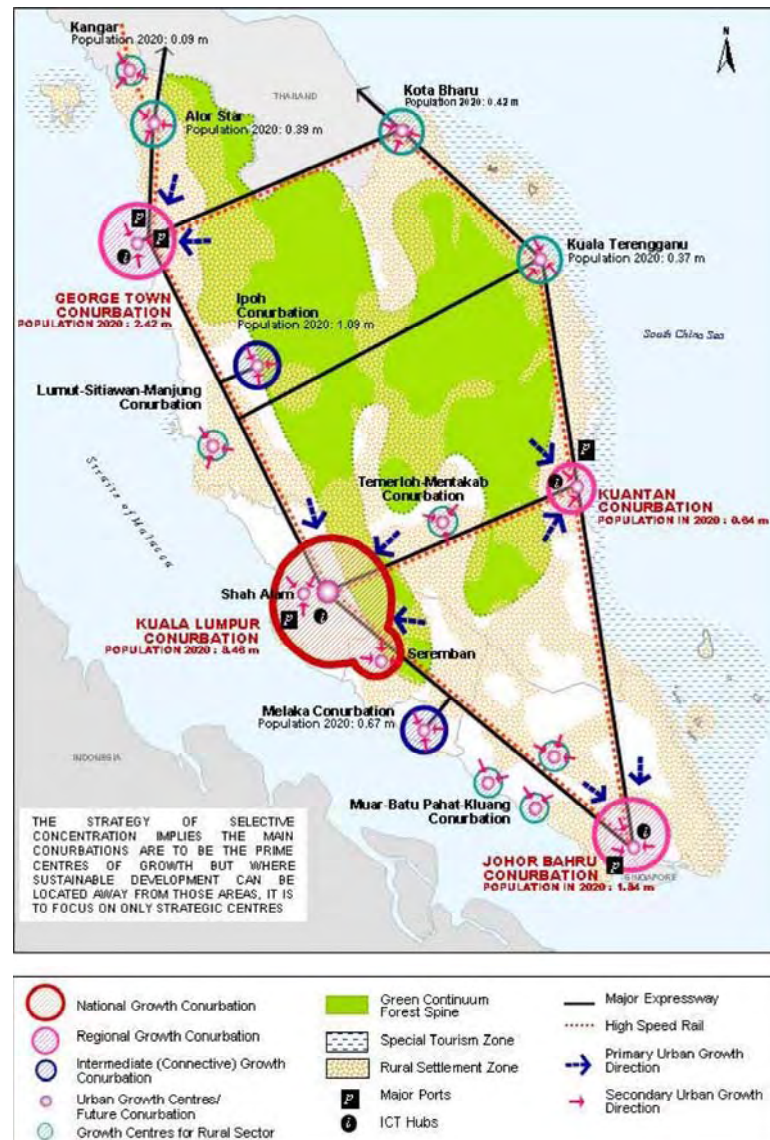 Kangar
Population 2020: 0.09 m
N
THAILAND
Kota Bharu
Population 2020: 0.42 m
Alor Star
Population 2020: 0.39 m
Kuala Terengganu
Population 2020: 0.37 m
P
P
i
GEORGE TOWN
CONURBATION
POPULATION 2020 : 2.42 m
Ipoh
Conurbation
Population 2020: 1.09 m
South China Sea
Lumut-Sitiawan-Manjung
Conurbation
Straits of Malacca
P
i
Temerloh-Mentakab
Conurbation
KUANTAN
CONURBATION
POPULATION IN 2020 : 0.64 m
Shah Alam
P
i
KUALA LUMPUR
CONURBATION
POPULATION 2020 : 8.46 m
Seremban
Melaka Conurbation
Population 2020: 0.67 m
INDONESIA
Muar-Batu Pahat-Kluang
Conurbation
i
P
JOHOR BAHRU
CONURBATION
POPULATION IN 2020 : 1.84 m
SINGAPORE
THE STRATEGY OF SELECTIVE
CONCENTRATION IMPLIES THE MAIN
CONURBATIONS ARE TO BE THE PRIME
CENTRES OF GROWTH BUT WHERE
SUSTAINABLE DEVELOPMENT CAN BE
LOCATED AWAY FROM THOSE AREAS, IT IS
TO FOCUS ON ONLY STRATEGIC CENTRES
National Growth Conurbation
Regional Growth Conurbation
Intermediate (Connective) Growth
Conurbation
Urban Growth Centres/
Future Conurbation
Growth Centres for Rural Sector
Green Continuum
Forest Spine
Special Tourism Zone
Rural Settlement Zone
P
Major Ports
i
ICT Hubs
Major Expressway
High Speed Rail
Primary Urban Growth
Direction
Secondary Urban Growth
Direction